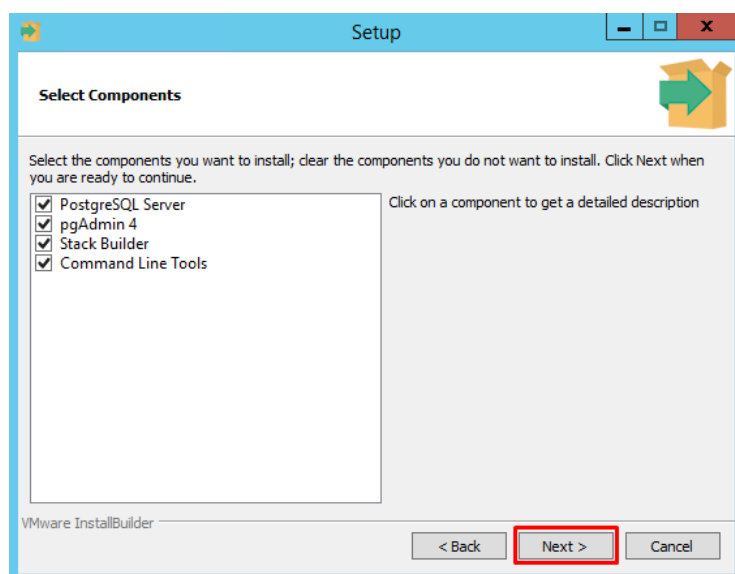 Setup
Select Components
Select the components you want to install; clear the components you do not want to install. Click Next when
you are ready to continue.
PostgreSQL Server
pgAdmin 4
Stack Builder
Command Line Tools
Click on a component to get a detailed description
VMware InstallBuilder
< Back
Next >
Cancel